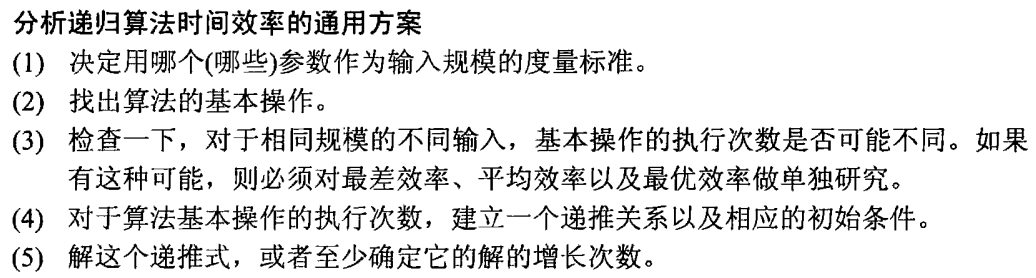 分析递归算法时间效率的通用方案
(1) 决定用哪个(哪些)参数作为输入规模的度量标准。
(2) 找出算法的基本操作。
(3) 检查一下，对于相同规模的不同输入，基本操作的执行次数是否可能不同。如果
有这种可能，则必须对最差效率、平均效率以及最优效率做单独研究。
(4) 对于算法基本操作的执行次数，建立一个递推关系以及相应的初始条件。
(5) 解这个递推式，或者至少确定它的解的增长次数。